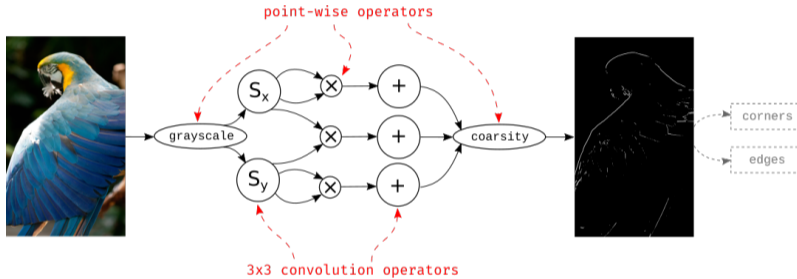 point-wise operators
Sx
×
+
grayscale
×
+
coarsity
corners
edges
Sy
×
+
3x3 convolution operators